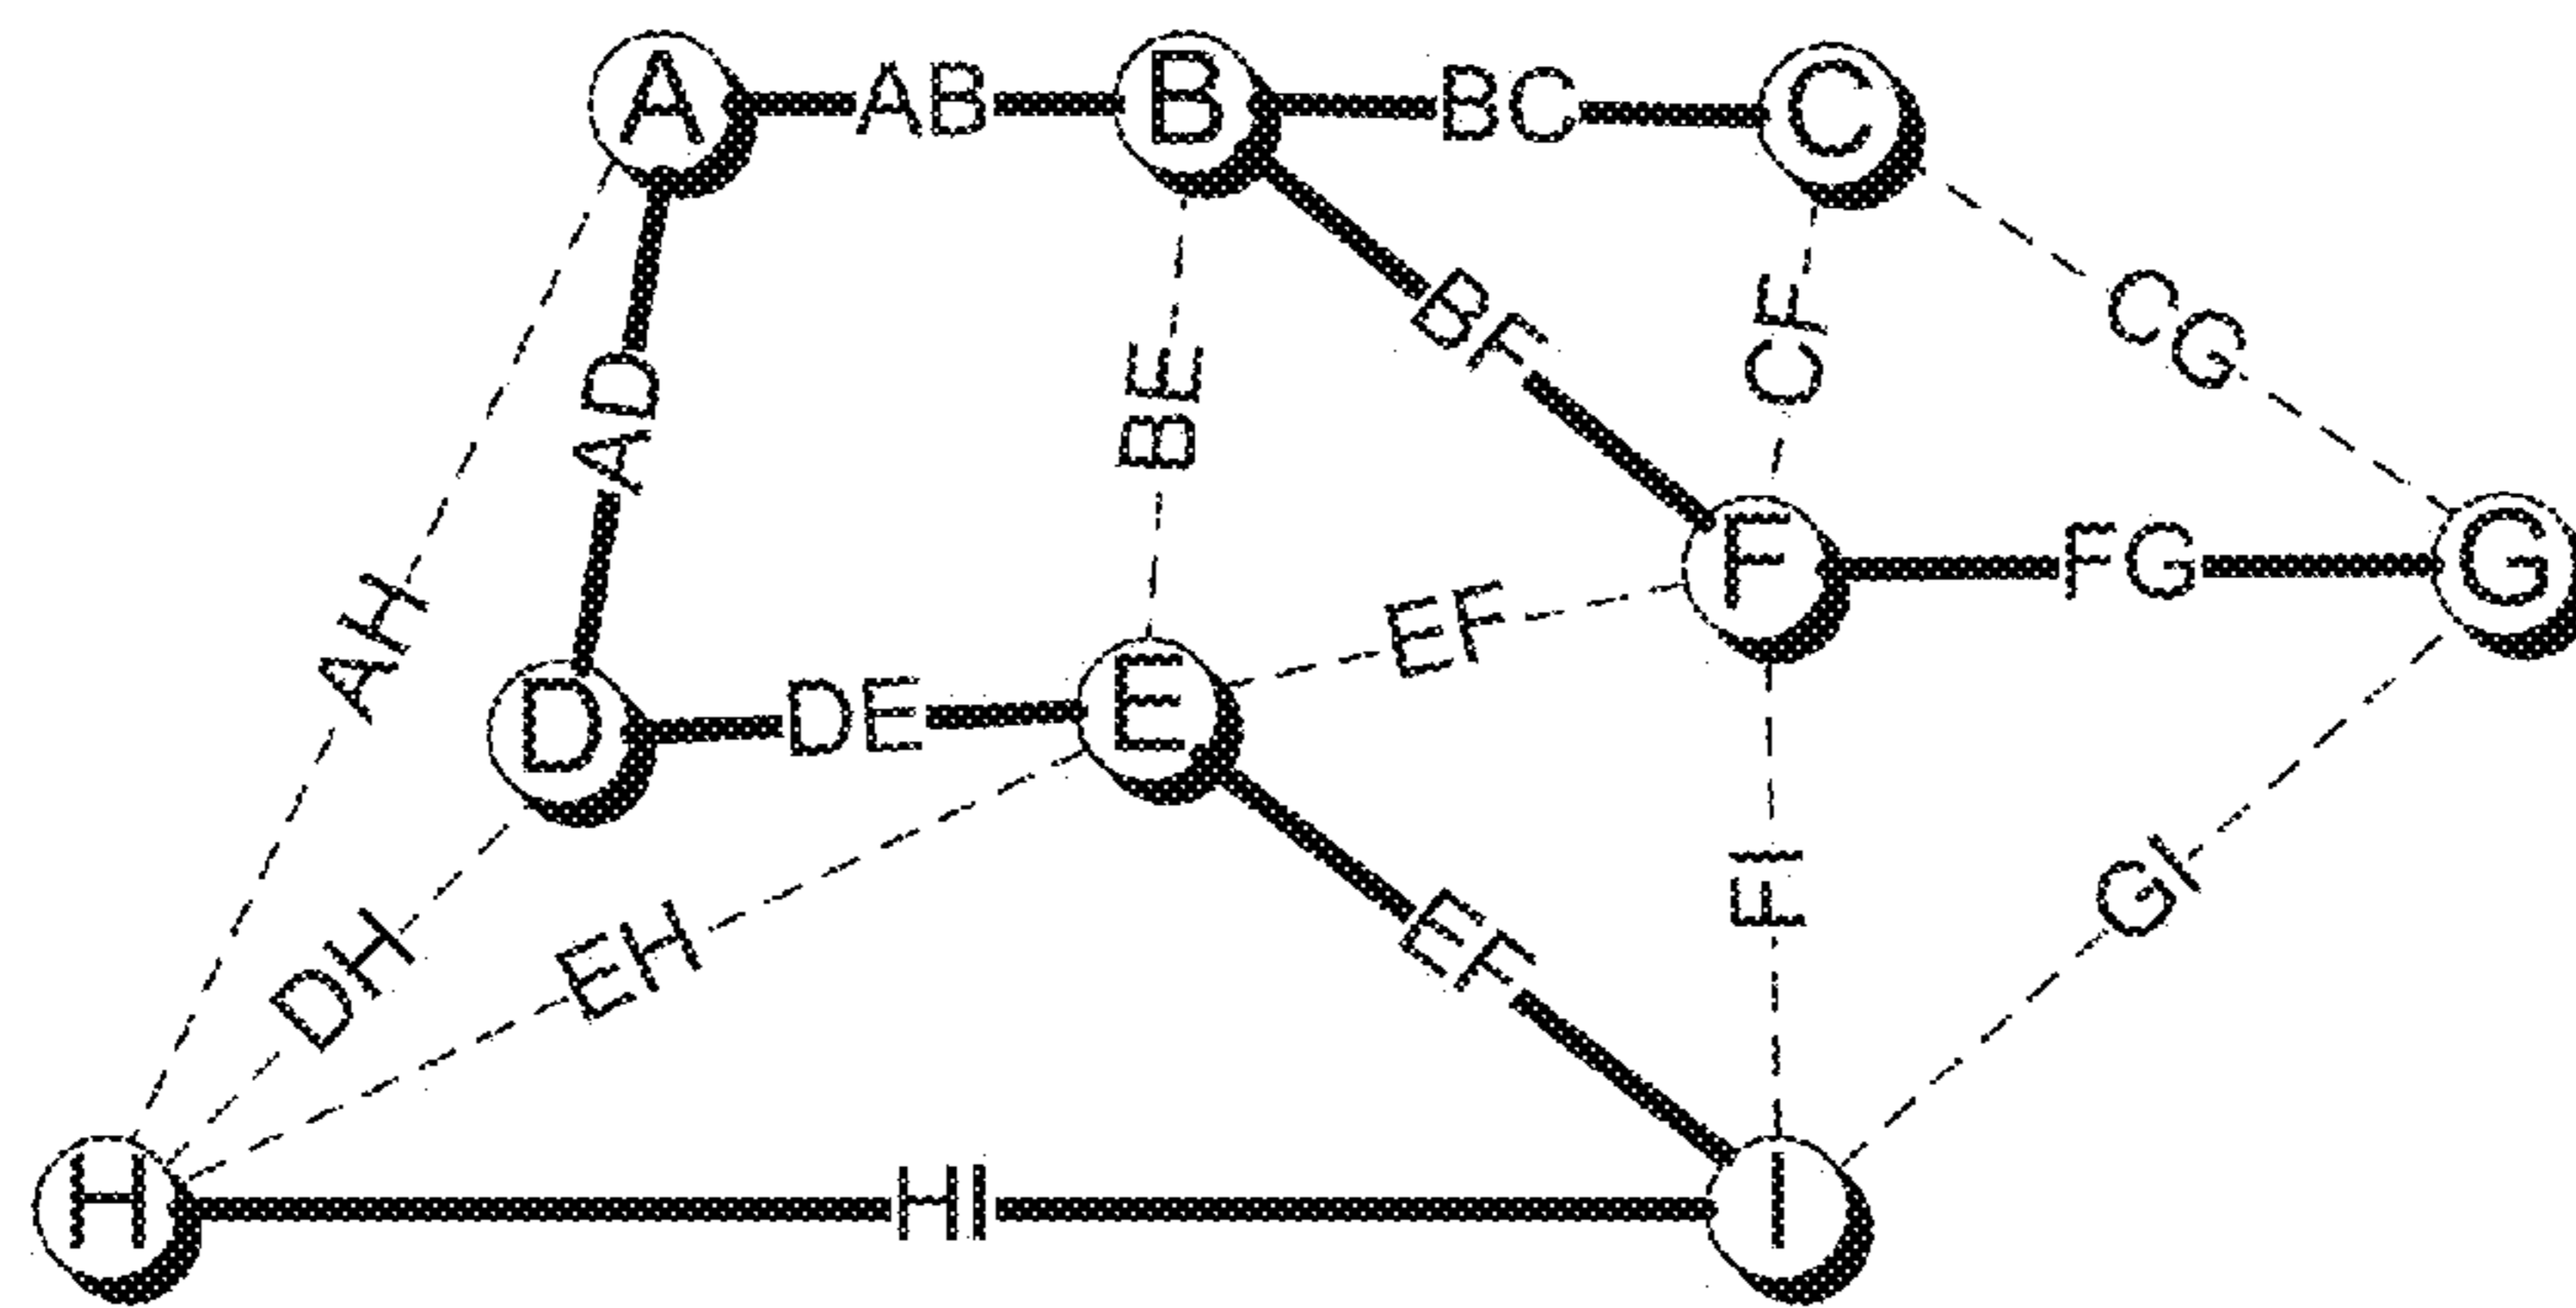 A AB B BC C
BF CF CG
AD BE
F FG G
AH EF
D DE E
FI GI
DH EH EF
H HI I